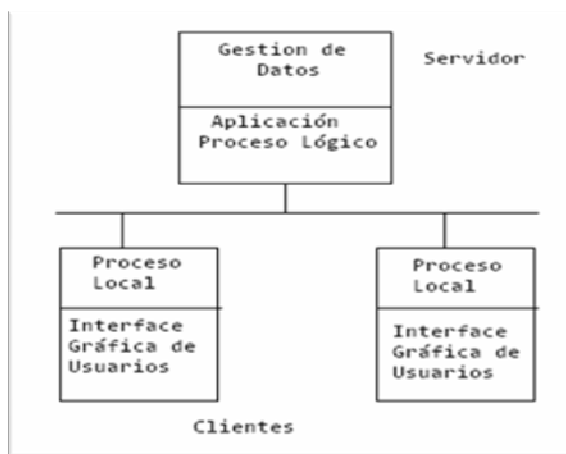 Gestion de
Datos
Servidor
Aplicación
Proceso Lógico
Proceso
Local
Interface
Gráfica de
Usuarios
Proceso
Local
Interface
Gráfica de
Usuarios
Clientes